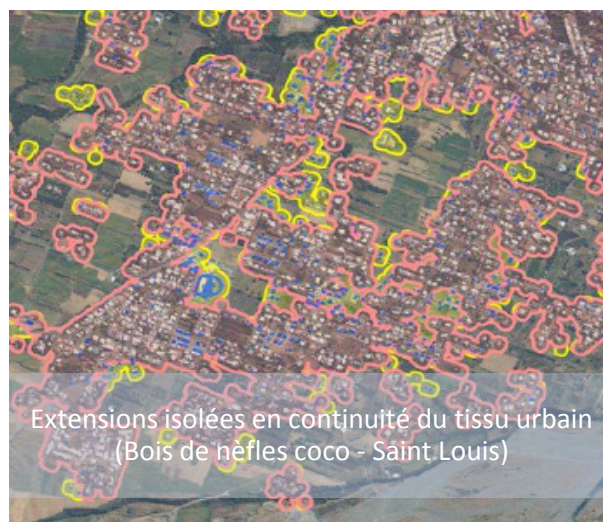 Extensions isolées en continuité du tissu urbain
(Bois de nèfles coco - Saint Louis)